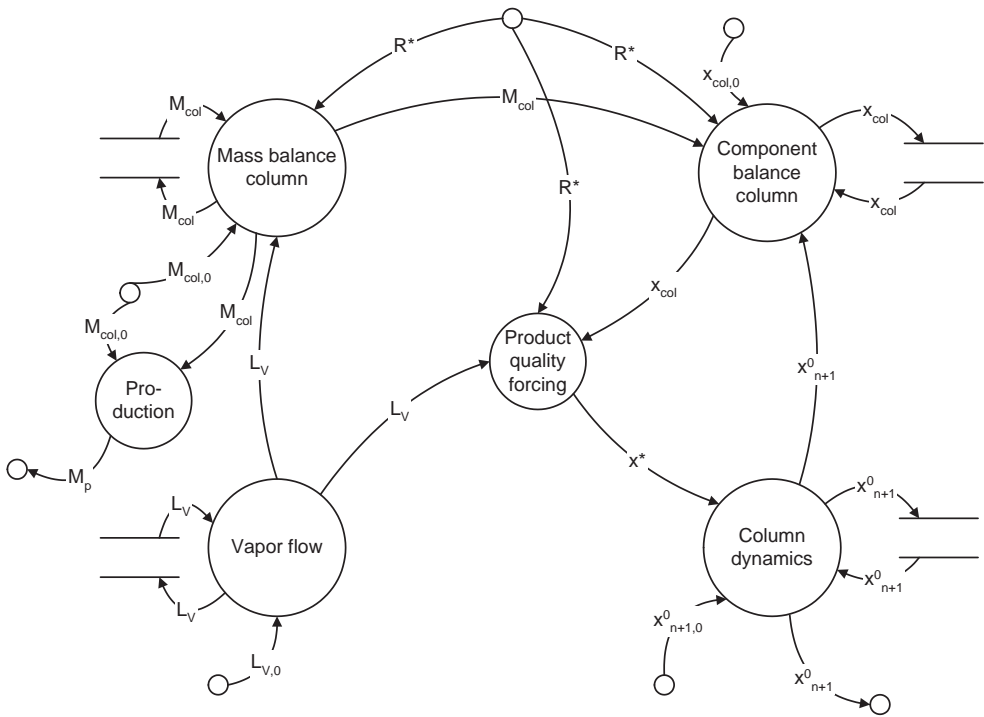 R*
R*
x_col,0
M_col
M_col
x_col
Mass balance
column
Component
balance
column
R*
M_col
x_col
M_col,0
x_col
M_col
M_col,0
Product
quality
forcing
L_V
x^0_n+1
Pro-
duction
L_V
M_p
x*
L_V
x^0_n+1
Vapor flow
Column
dynamics
L_V
x^0_n+1
x^0_n+1,0
L_V,0
x^0_n+1